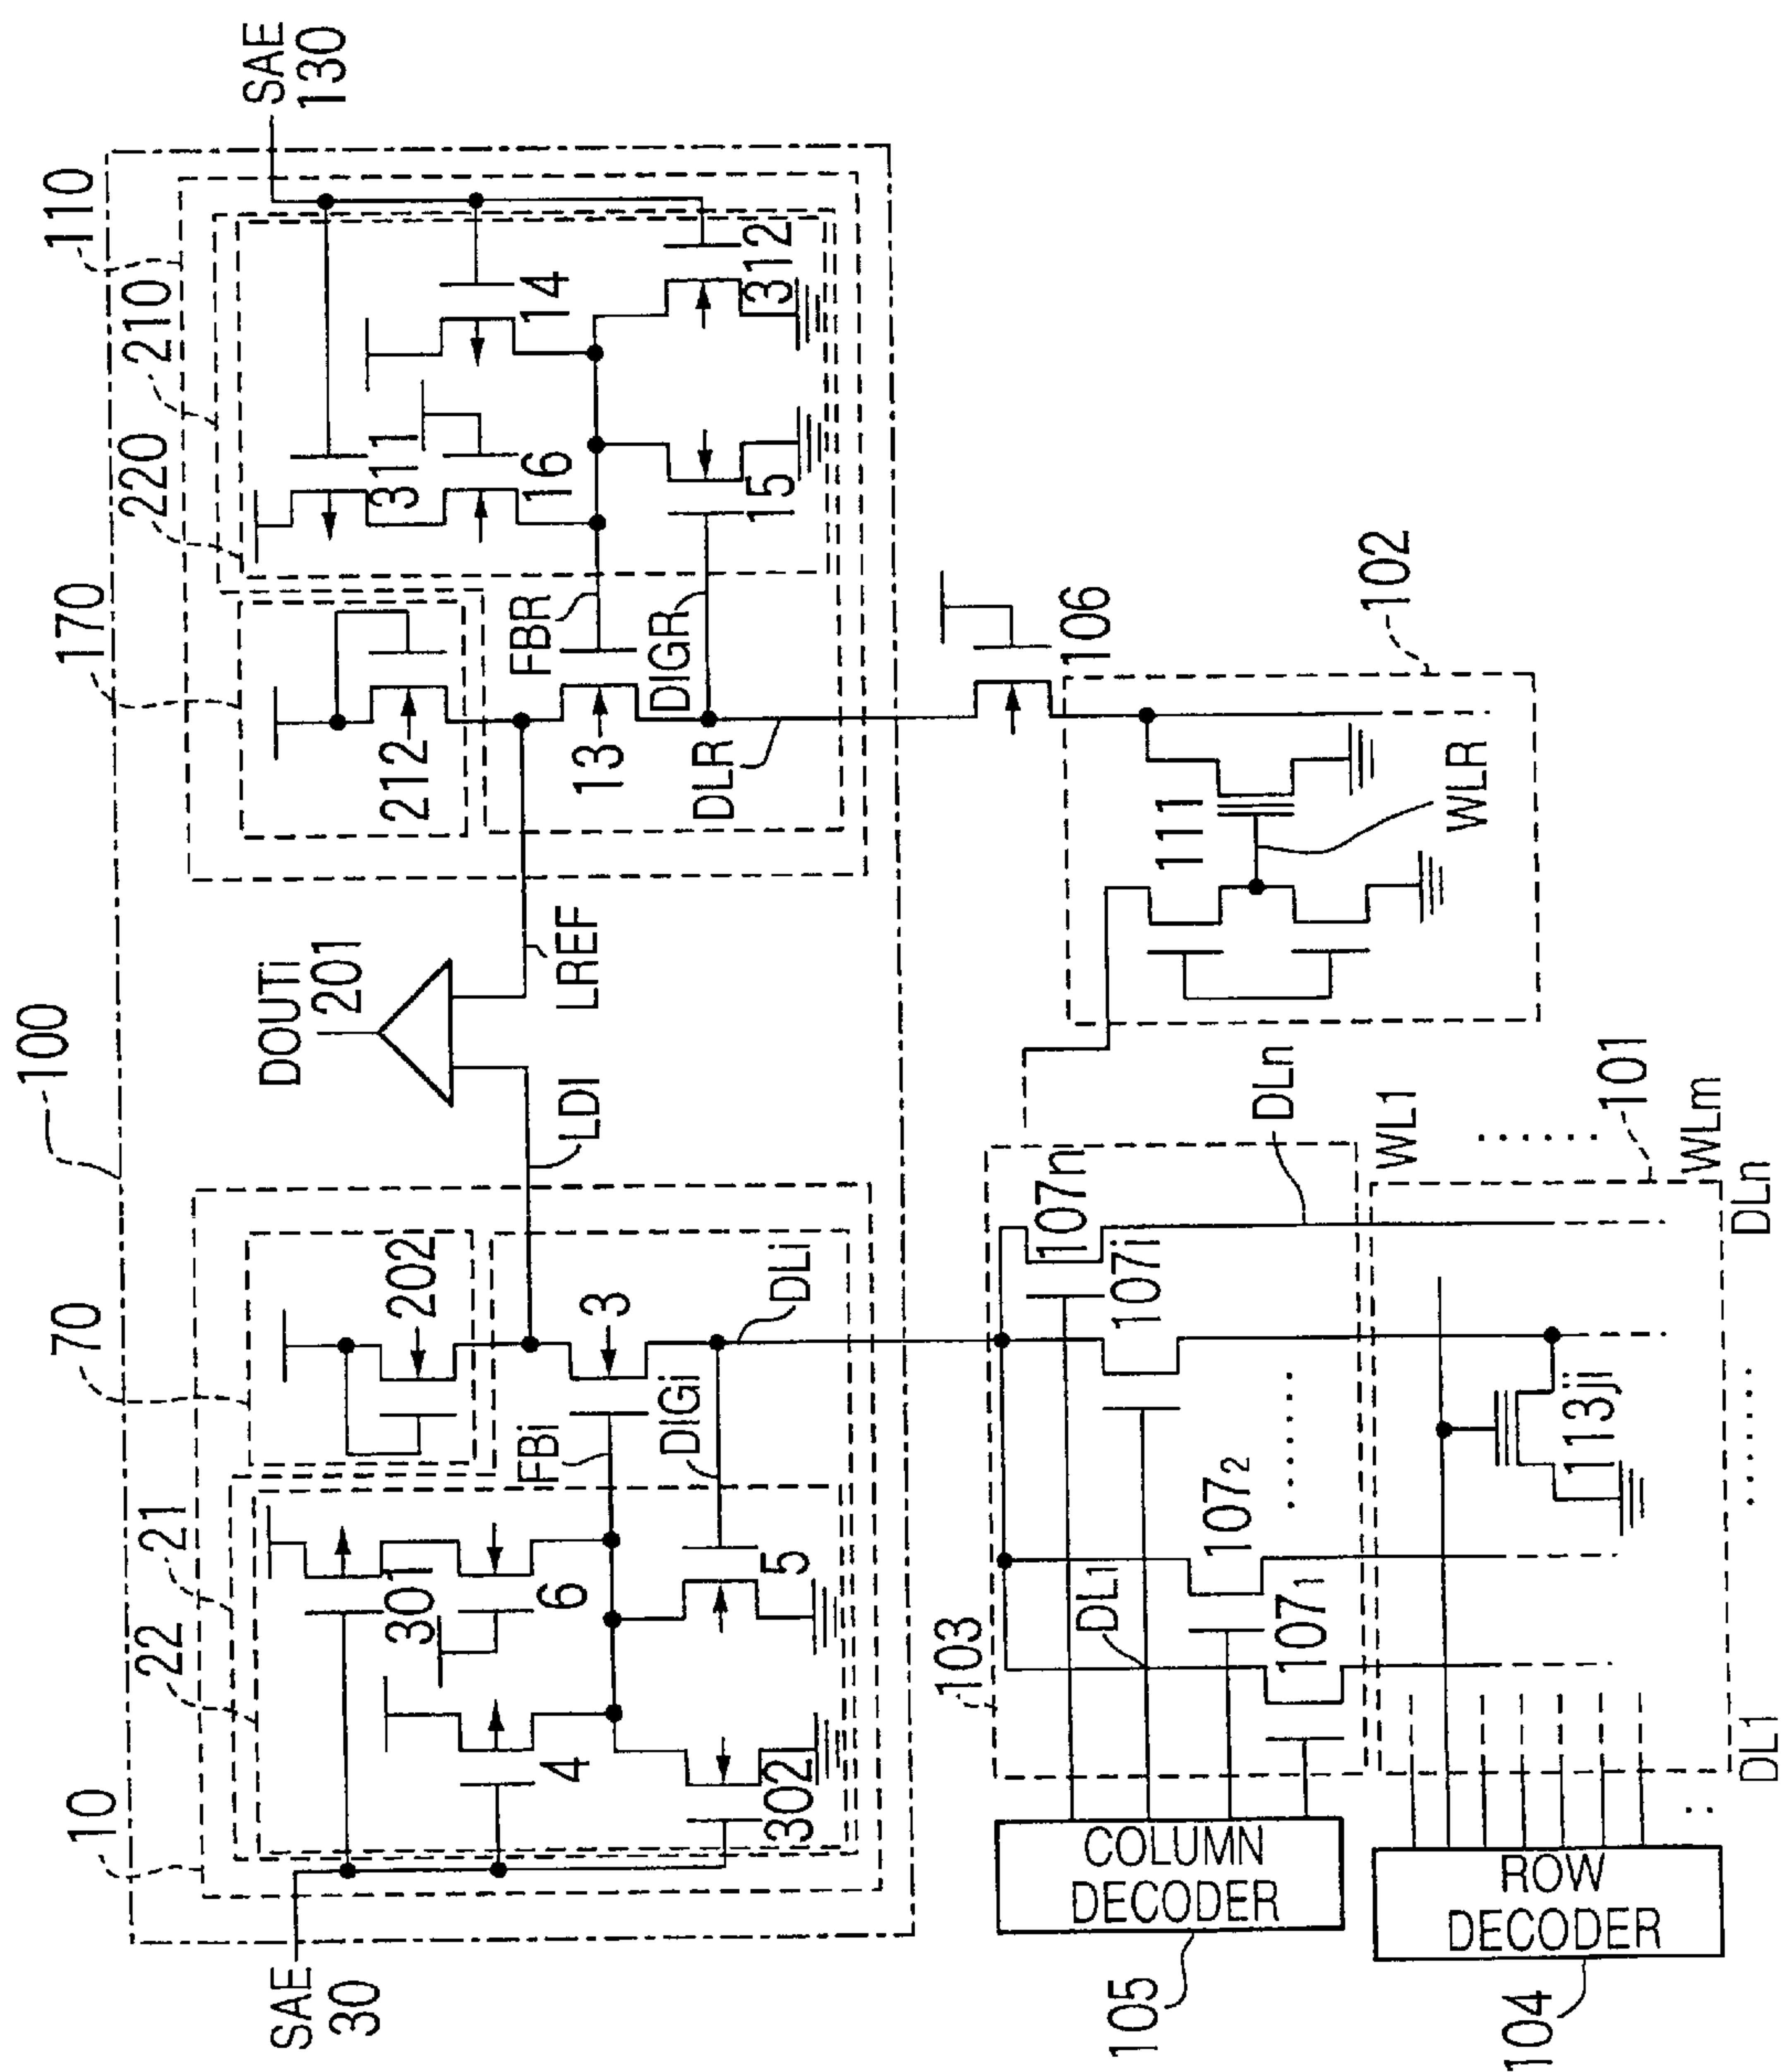 100
10
22
21
70
SAE
30
301
6
4
302
5
202
FBi
3
DIGi
DLi
LDI
DOUTi
201
LREF
170
220
210
110
SAE
130
212
311
16
14
FBR
13
DIGR
15
312
DLR
106
102
111
WLR
103
DL1
107n
107i
107₂
107₁
DLn
COLUMN
DECODER
105
WL1
......
WLm
101
113ji
ROW
DECODER
104
DL1
......
DLn